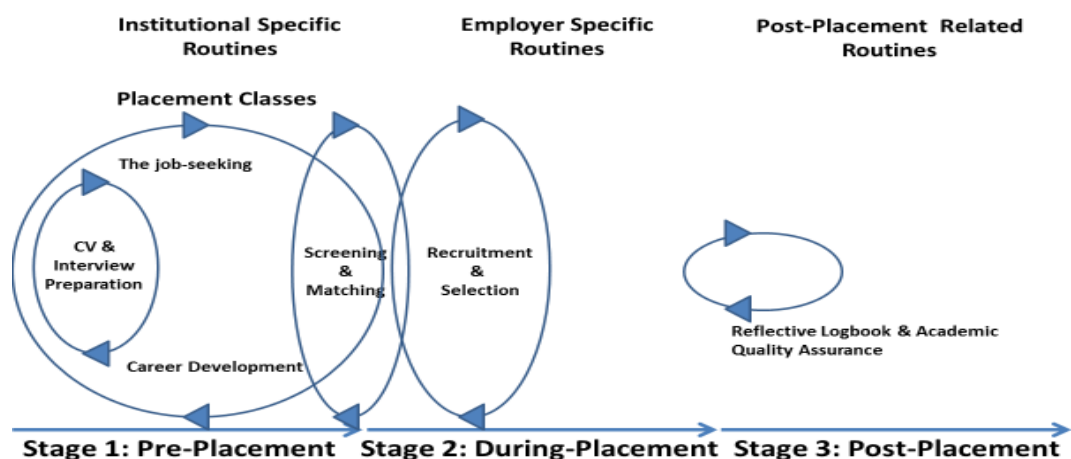 Institutional Specific
Routines
Employer Specific
Routines
Post-Placement Related
Routines
Placement Classes
The job-seeking
CV &
Interview
Preparation
Career Development
Screening
&
Matching
Recruitment
&
Selection
Reflective Logbook & Academic
Quality Assurance
Stage 1: Pre-Placement
Stage 2: During-Placement
Stage 3: Post-Placement